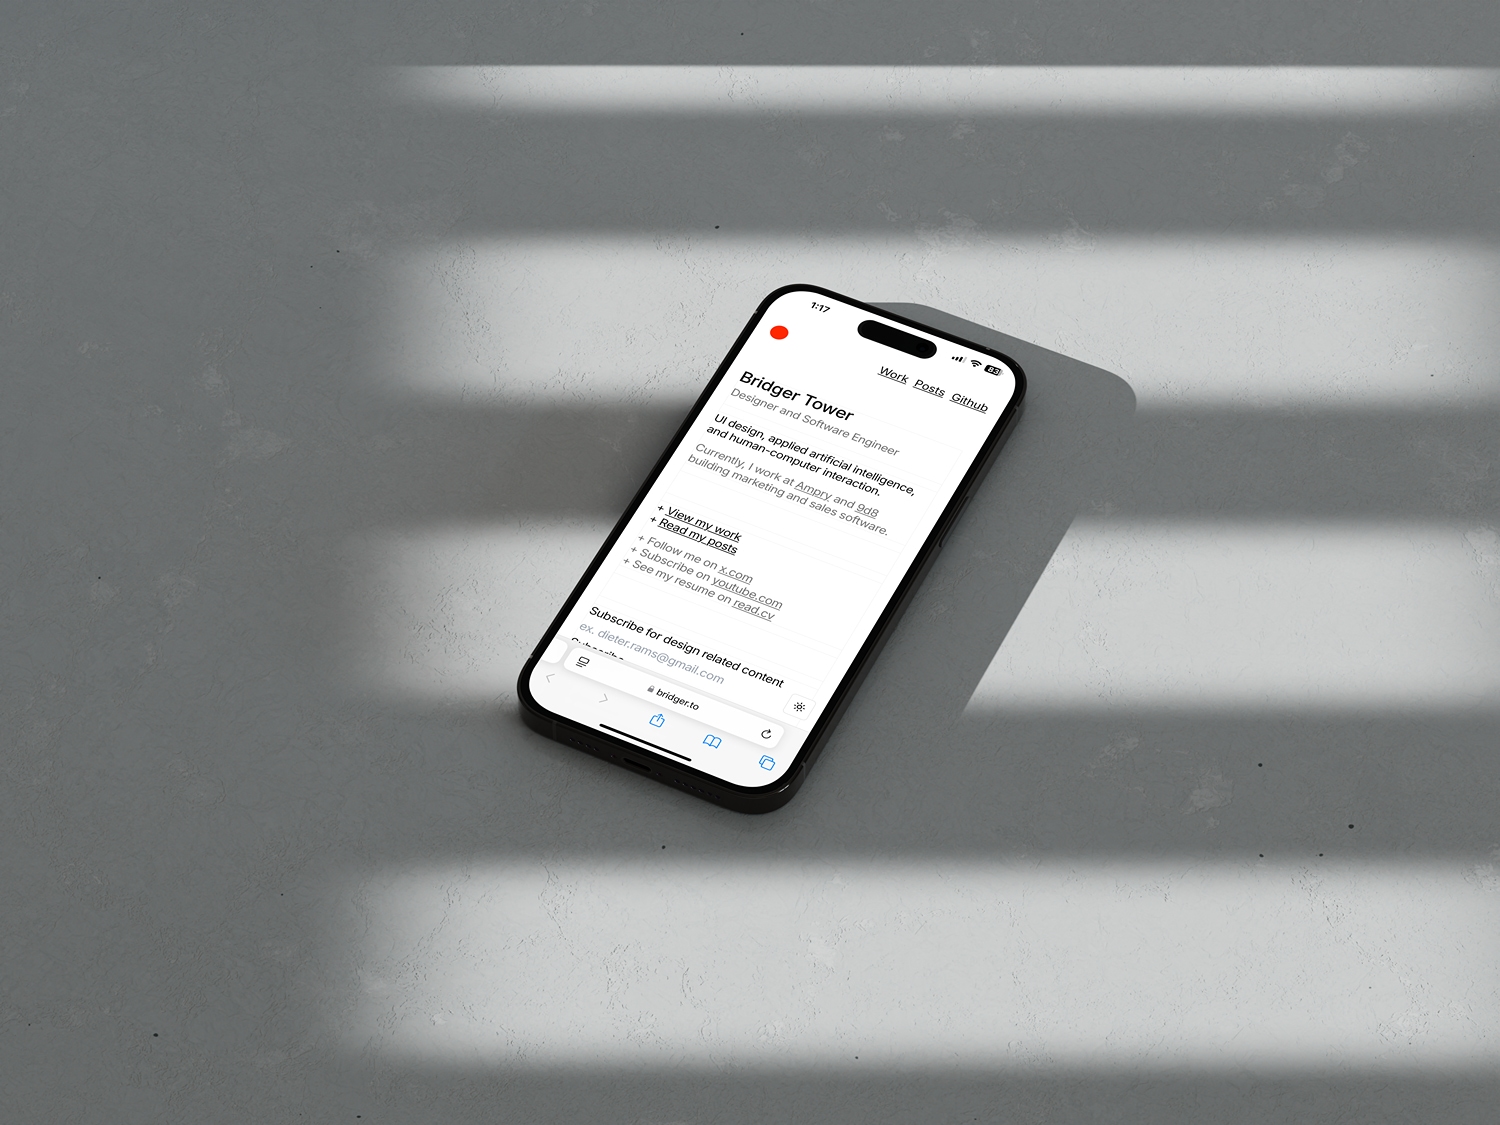 1:17
83
Work Posts Github
Bridger Tower
Designer and Software Engineer
UI design, applied artificial intelligence,
and human-computer interaction.
Currently, I work at Ampry and 9d8
building marketing and sales software.
+ View my work
+ Read my posts
+ Follow me on x.com
+ Subscribe on youtube.com
+ See my resume on read.cv
Subscribe for design related content
ex. dieter.rams@gmail.com
Subscribe
bridger.to